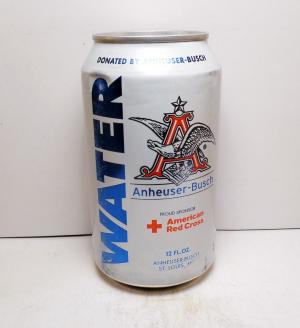 DONATED BY ANHEUSER-BUSCH
WATER
A
Anheuser-Busch
PROUD SPONSOR
American
Red Cross
12 FL.OZ.
ANHEUSER-BUSCH
ST. LOUIS,